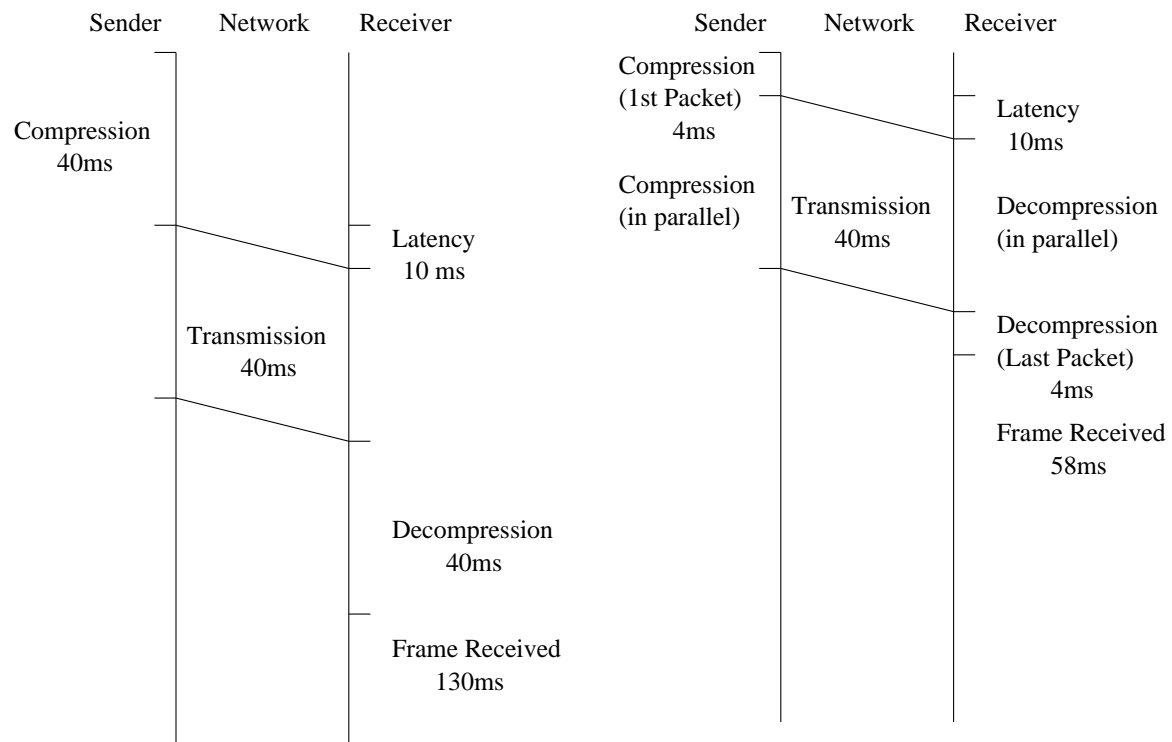 Sender Network Receiver
Compression
40ms
Latency
10 ms
Transmission
40ms
Decompression
40ms
Frame Received
130ms
Sender Network Receiver
Compression
(1st Packet)
4ms
Latency
10ms
Compression
(in parallel)
Transmission
40ms
Decompression
(in parallel)
Decompression
(Last Packet)
4ms
Frame Received
58ms